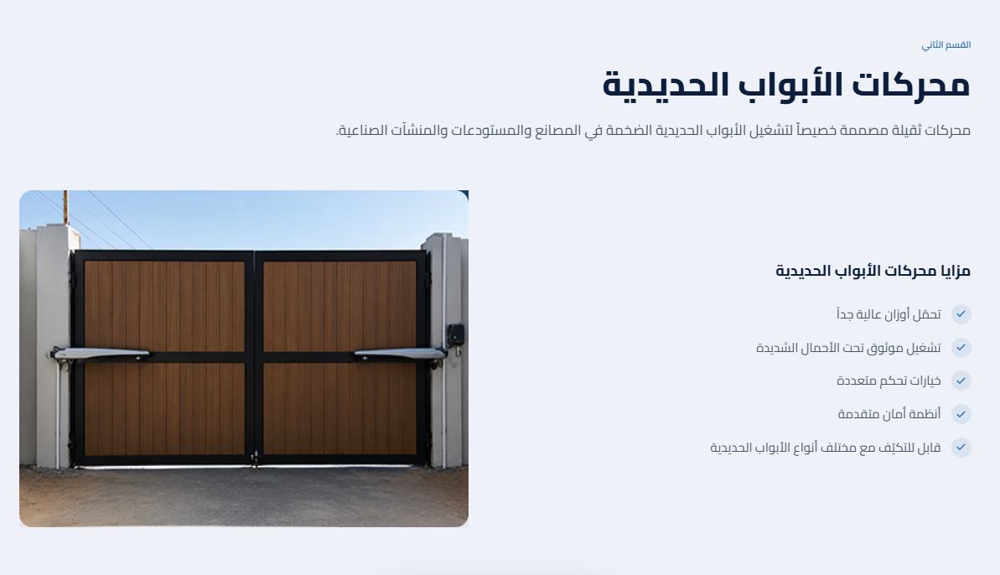 القسم الثاني
محركات الأبواب الحديدية
محركات ثقيلة مصممة خصيصاً لتشغيل الأبواب الحديدية الضخمة في المصانع والمستودعات والمنشآت الصناعية.
مزايا محركات الأبواب الحديدية
تحمّل أوزان عالية جداً
تشغيل موثوق تحت الأحمال الشديدة
خيارات تحكم متعددة
أنظمة أمان متقدمة
قابل للتكيّف مع مختلف أنواع الأبواب الحديدية